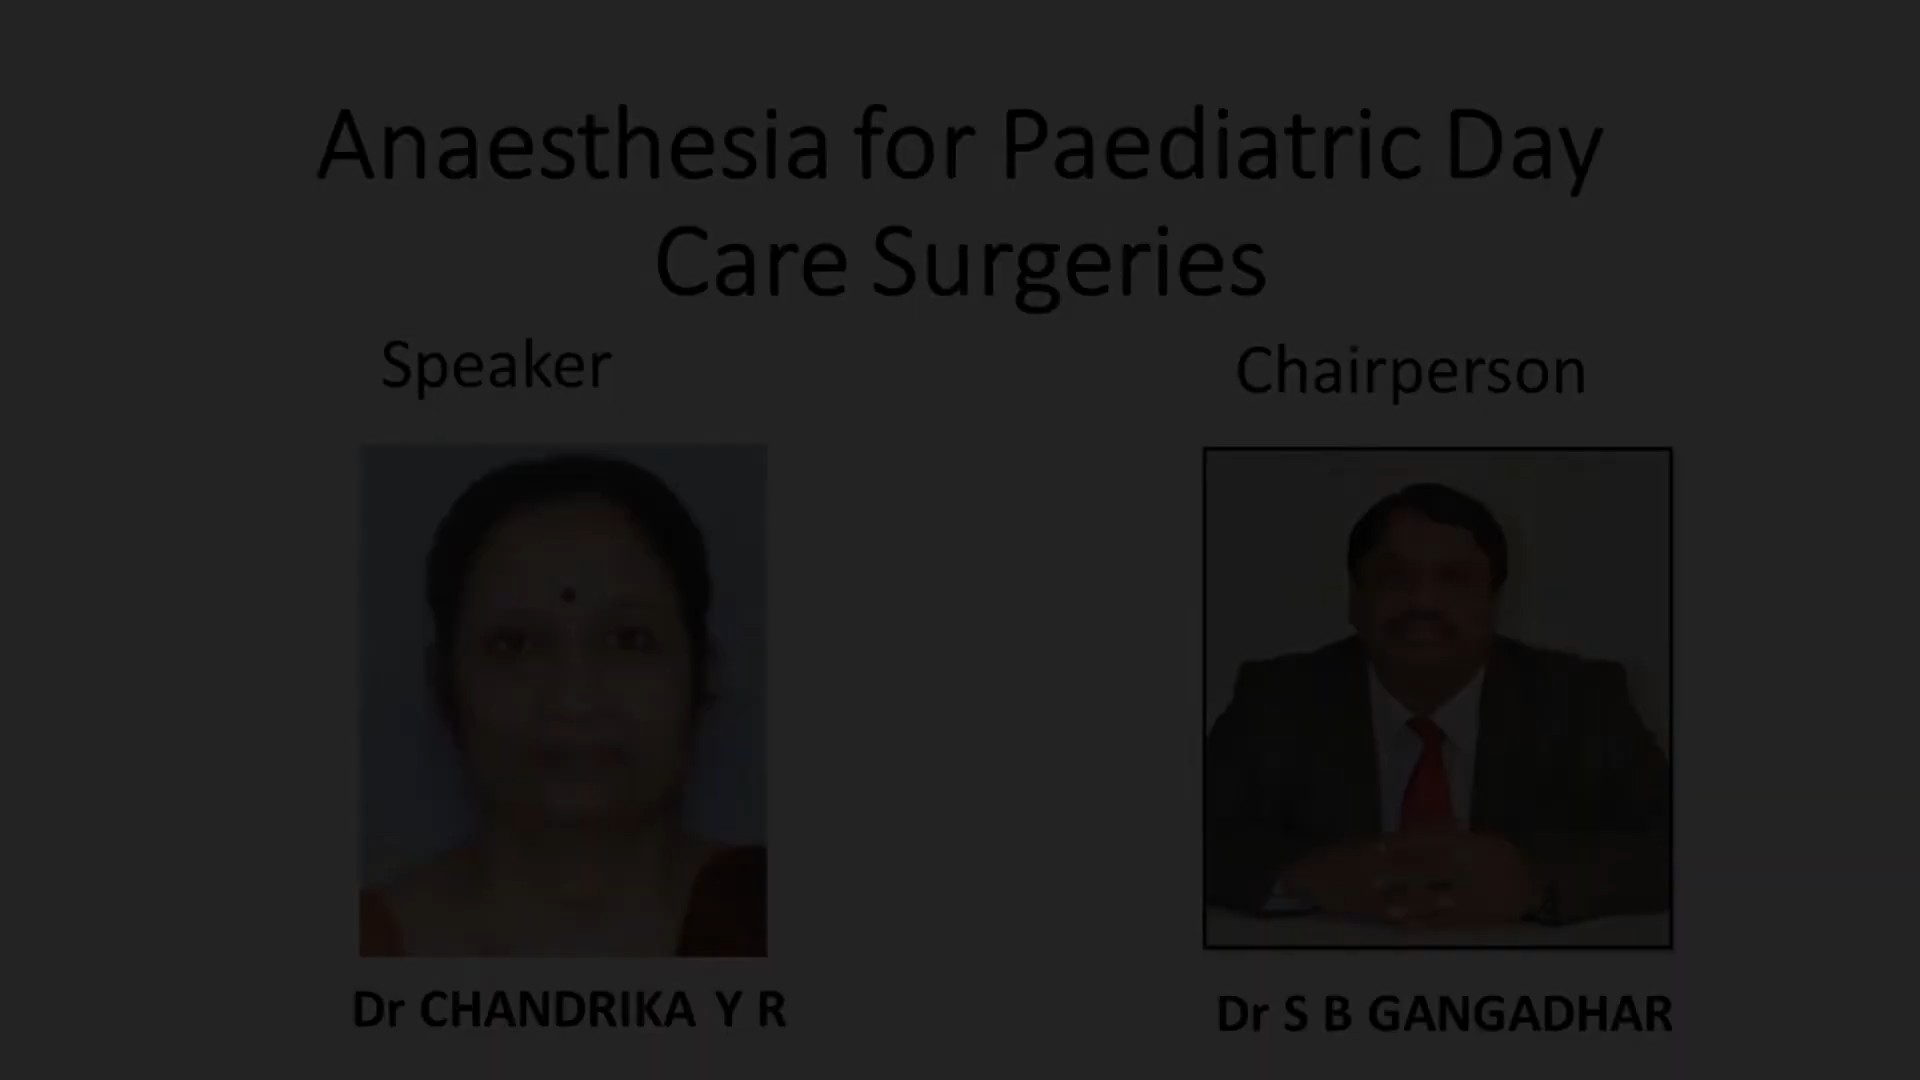 Anaesthesia for Paediatric Day
Care Surgeries
Speaker
Chairperson
Dr CHANDRIKA Y R
Dr S B GANGADHAR